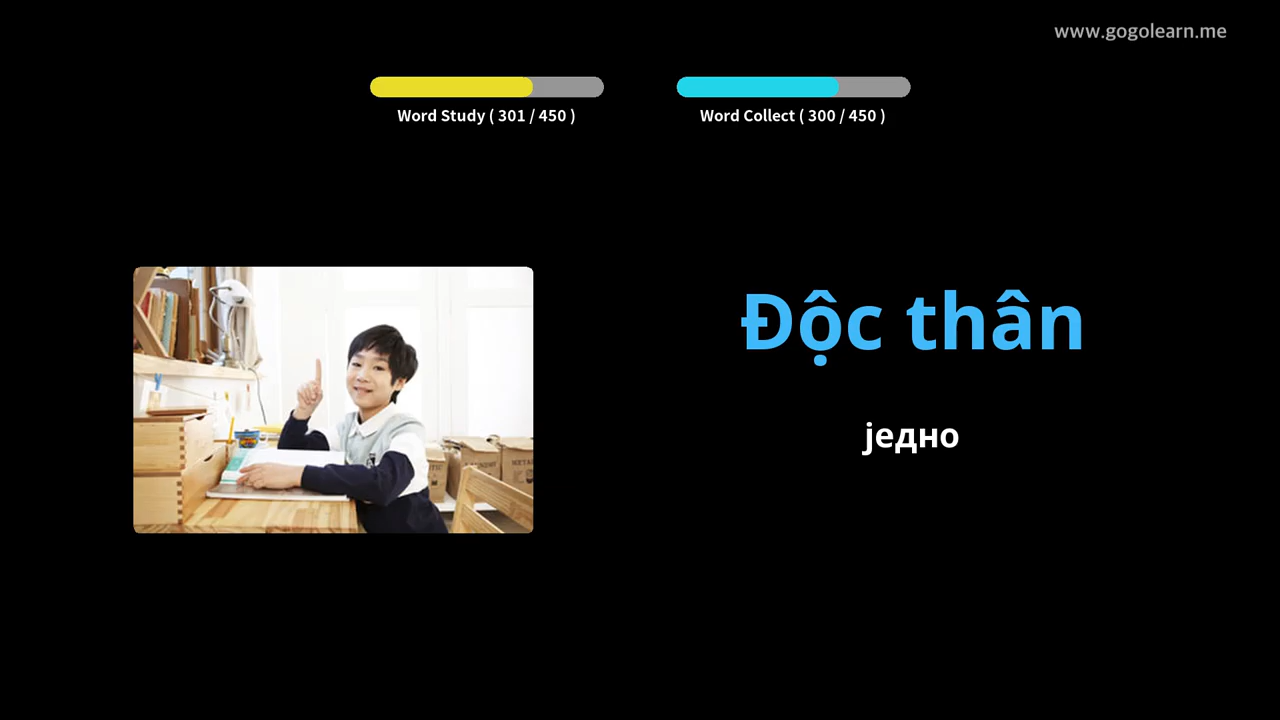 www.gogolearn.me
Word Study ( 301 / 450 )
Word Collect ( 300 / 450 )
Độc thân
једно